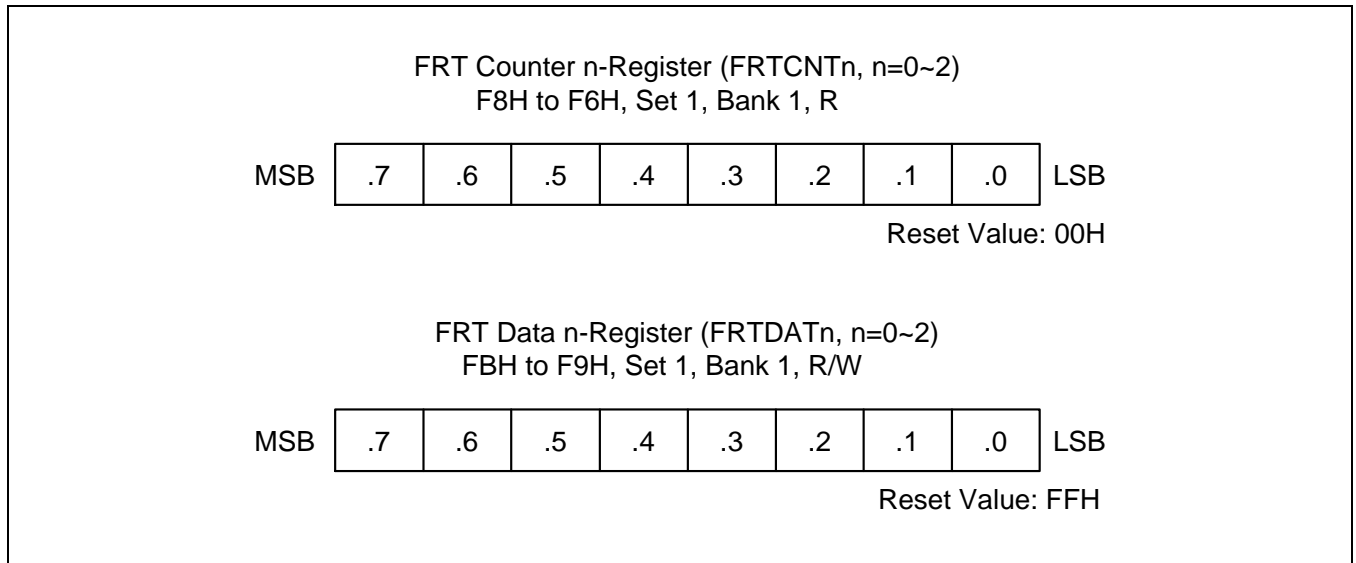 FRT Counter n-Register (FRTCNTn, n=0~2)
F8H to F6H, Set 1, Bank 1, R
MSB .7 .6 .5 .4 .3 .2 .1 .0 LSB
Reset Value: 00H
FRT Data n-Register (FRTDATn, n=0~2)
FBH to F9H, Set 1, Bank 1, R/W
MSB .7 .6 .5 .4 .3 .2 .1 .0 LSB
Reset Value: FFH